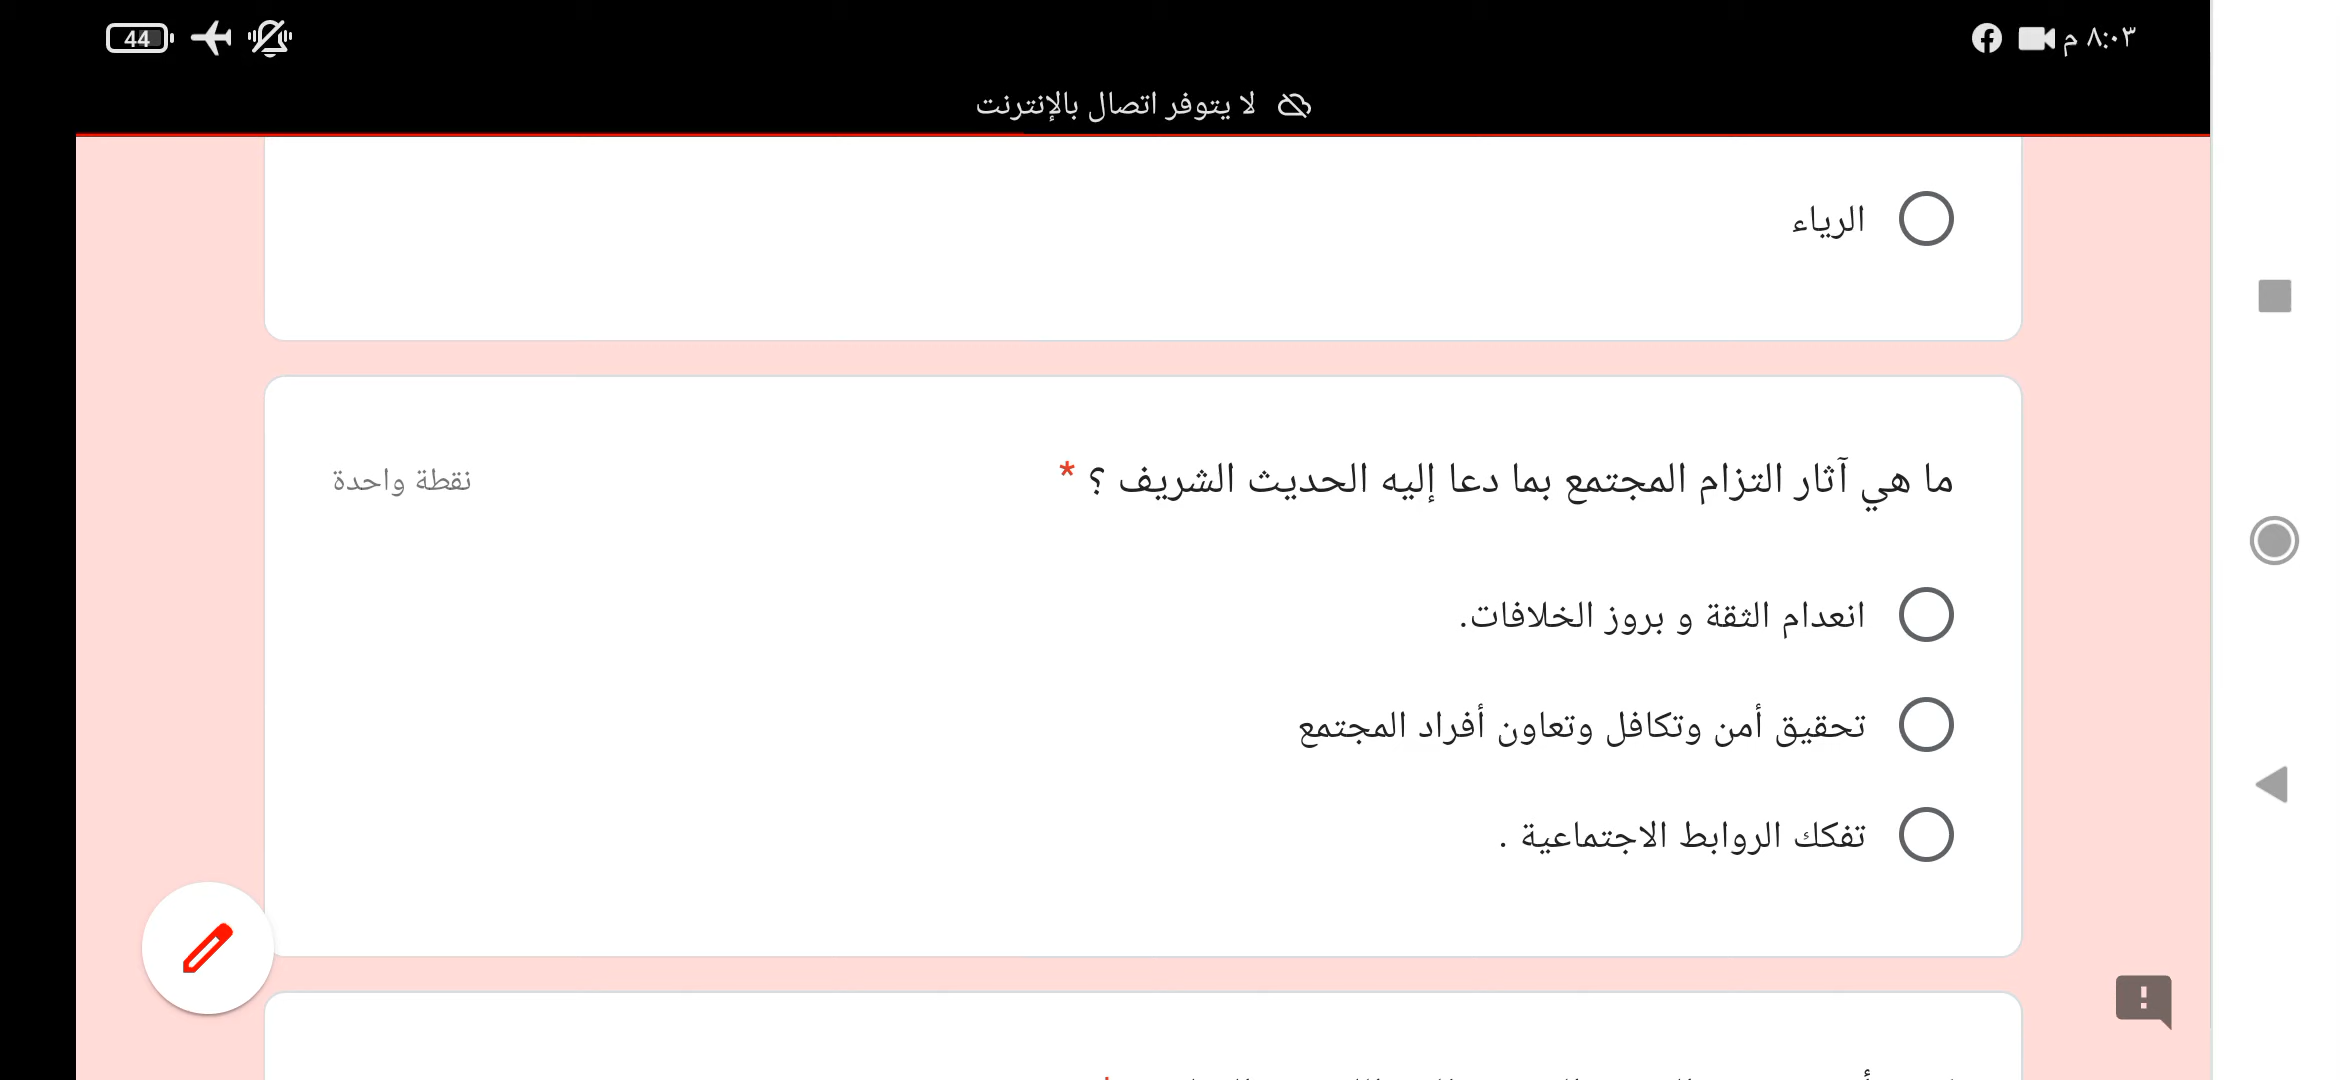 44
٨:٠٣ م
لا يتوفر اتصال بالإنترنت
الرياء
ما هي آثار التزام المجتمع بما دعا إليه الحديث الشريف ؟ *
نقطة واحدة
انعدام الثقة و بروز الخلافات.
تحقيق أمن وتكافل وتعاون أفراد المجتمع
تفكك الروابط الاجتماعية .